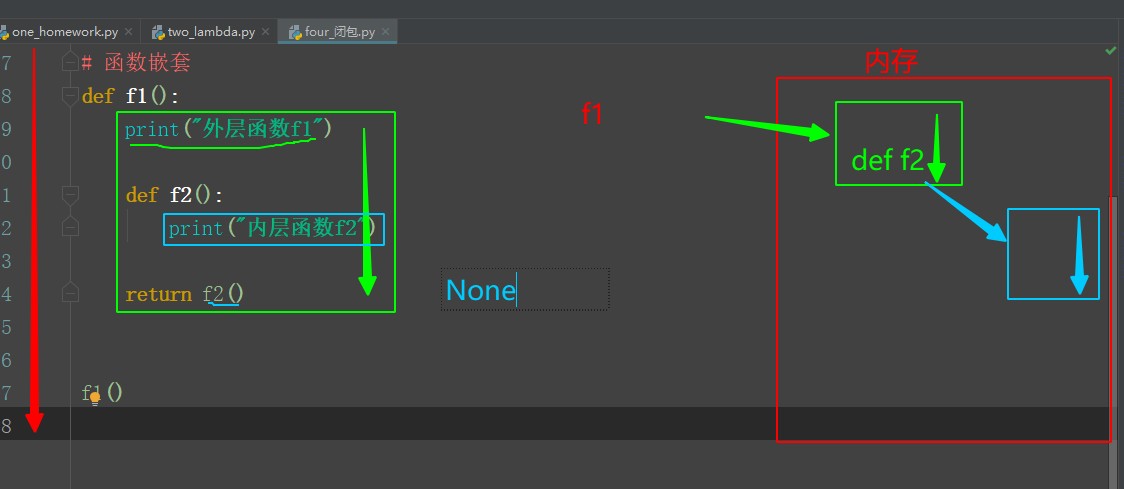 one_homework.py two_lambda.py four_闭包.py
内存
7 # 函数嵌套
8 def f1():
f1
9 print("外层函数f1")
0
def f2
1 def f2():
2 print("内层函数f2")
3
4 return f2()
None
5
6
7 f1()
8